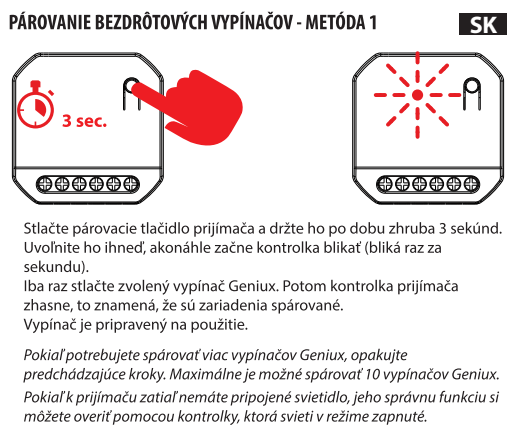 PÁROVANIE BEZDRÔTOVÝCH VYPÍNAČOV - METÓDA 1
SK
3 sec.
Stlačte párovacie tlačidlo prijímača a držte ho po dobu zhruba 3 sekúnd.
Uvoľnite ho ihneď, akonáhle začne kontrolka blikať (bliká raz za
sekundu).
Iba raz stlačte zvolený vypínač Geniux. Potom kontrolka prijímača
zhasne, to znamená, že sú zariadenia spárované.
Vypínač je pripravený na použitie.
Pokiaľ potrebujete spárovať viac vypínačov Geniux, opakujte
predchádzajúce kroky. Maximálne je možné spárovať 10 vypínačov Geniux.
Pokiaľ k prijímaču zatiaľ nemáte pripojené svietidlo, jeho správnu funkciu si
môžete overiť pomocou kontrolky, ktorá svieti v režime zapnuté.